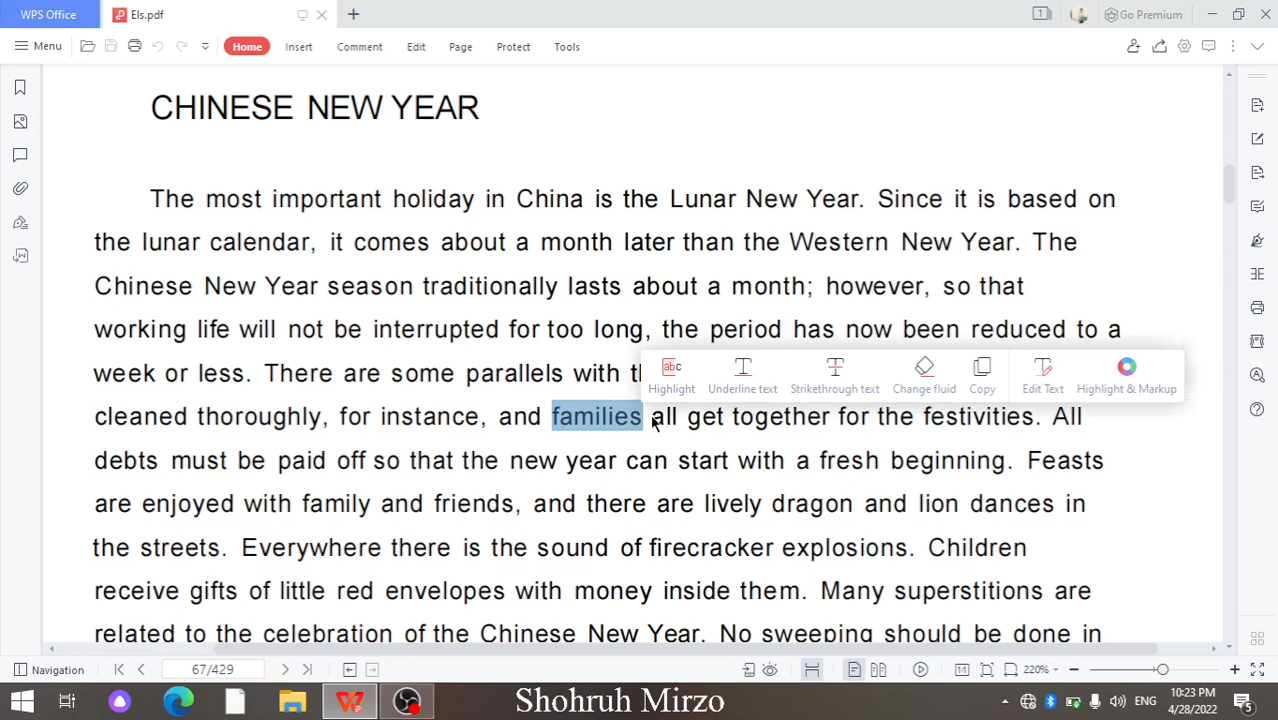 WPS Office
Els.pdf
Go Premium
Menu
Home
Insert
Comment
Edit
Page
Protect
Tools
CHINESE NEW YEAR
The most important holiday in China is the Lunar New Year. Since it is based on
the lunar calendar, it comes about a month later than the Western New Year. The
Chinese New Year season traditionally lasts about a month; however, so that
working life will not be interrupted for too long, the period has now been reduced to a
week or less. There are some parallels with
Highlight
Underline text
Strikethrough text
Change fluid
Copy
Edit Text
Highlight & Markup
cleaned thoroughly, for instance, and families all get together for the festivities. All
debts must be paid off so that the new year can start with a fresh beginning. Feasts
are enjoyed with family and friends, and there are lively dragon and lion dances in
the streets. Everywhere there is the sound of firecracker explosions. Children
receive gifts of little red envelopes with money inside them. Many superstitions are
related to the celebration of the Chinese New Year. No sweeping should be done in
Navigation
67/429
220%
Shohruh Mirzo
ENG
10:23 PM
4/28/2022
5